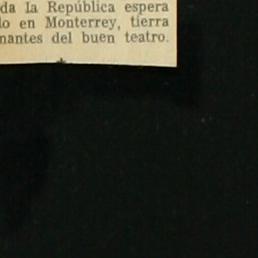 da la República espera
lo en Monterrey, tierra
nantes del buen teatro.